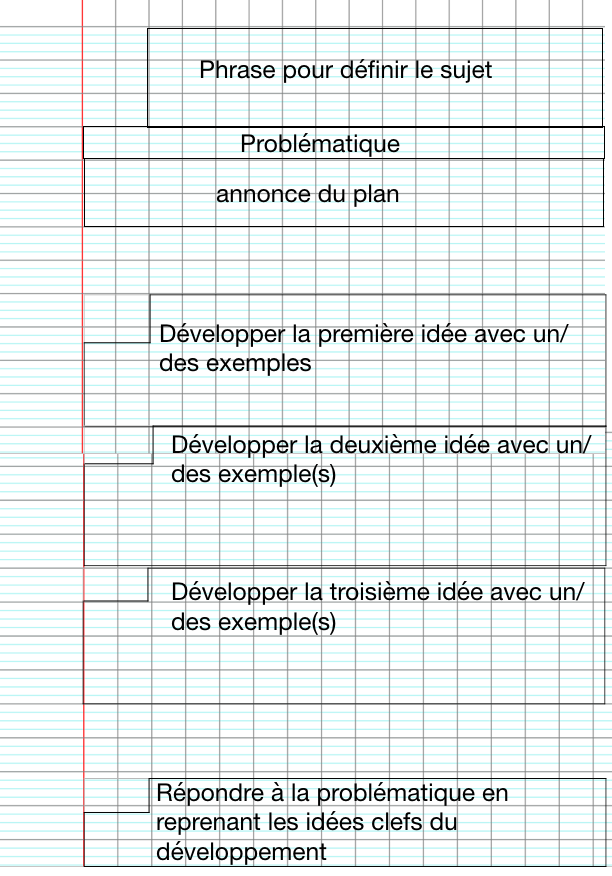 Phrase pour définir le sujet
Problématique
annonce du plan
Développer la première idée avec un/
des exemples
Développer la deuxième idée avec un/
des exemple(s)
Développer la troisième idée avec un/
des exemple(s)
Répondre à la problématique en
reprenant les idées clefs du
développement